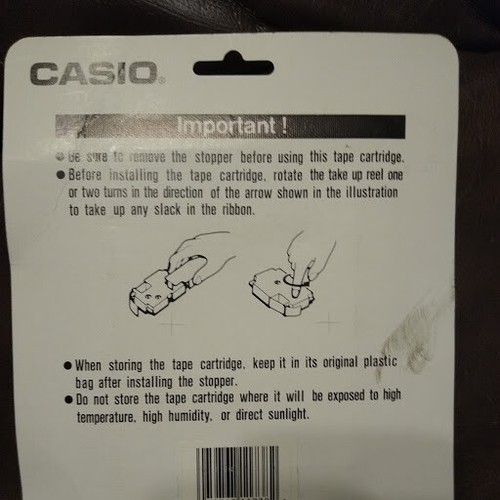 CASIO®
Important!
● Be sure to remove the stopper before using this tape cartridge.
● Before installing the tape cartridge, rotate the take up reel one
or two turns in the direction of the arrow shown in the illustration
to take up any slack in the ribbon.
● When storing the tape cartridge, keep it in its original plastic
bag after installing the stopper.
● Do not store the tape cartridge where it will be exposed to high
temperature, high humidity, or direct sunlight.